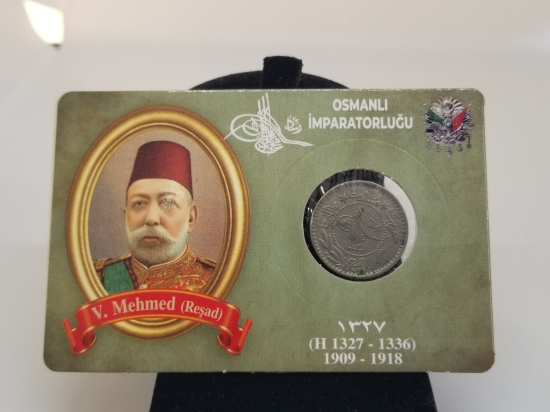 OSMANLI
İMPARATORLUĞU
V. Mehmed (Reşad)
١٣٢٧
(H 1327 - 1336)
1909 - 1918